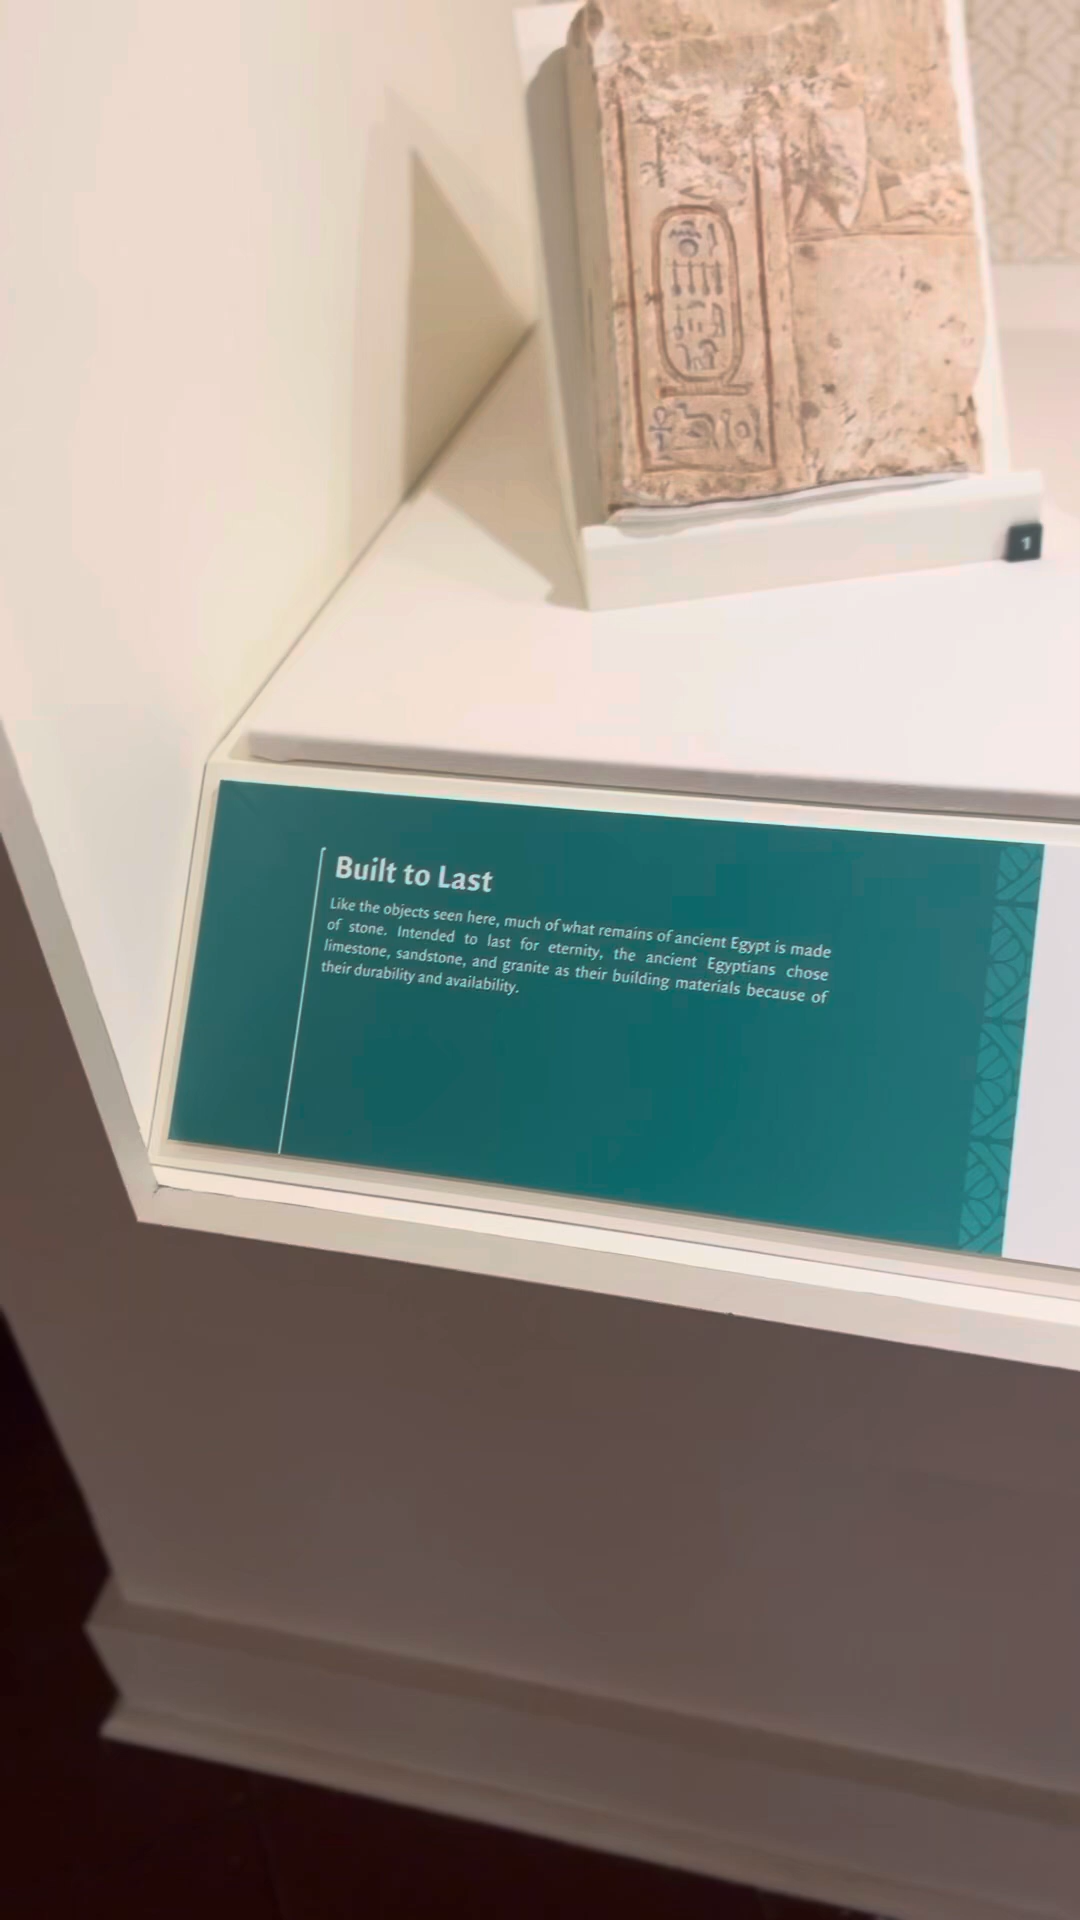 1
Built to Last
Like the objects seen here, much of what remains of ancient Egypt is made
of stone. Intended to last for eternity, the ancient Egyptians chose
limestone, sandstone, and granite as their building materials because of
their durability and availability.